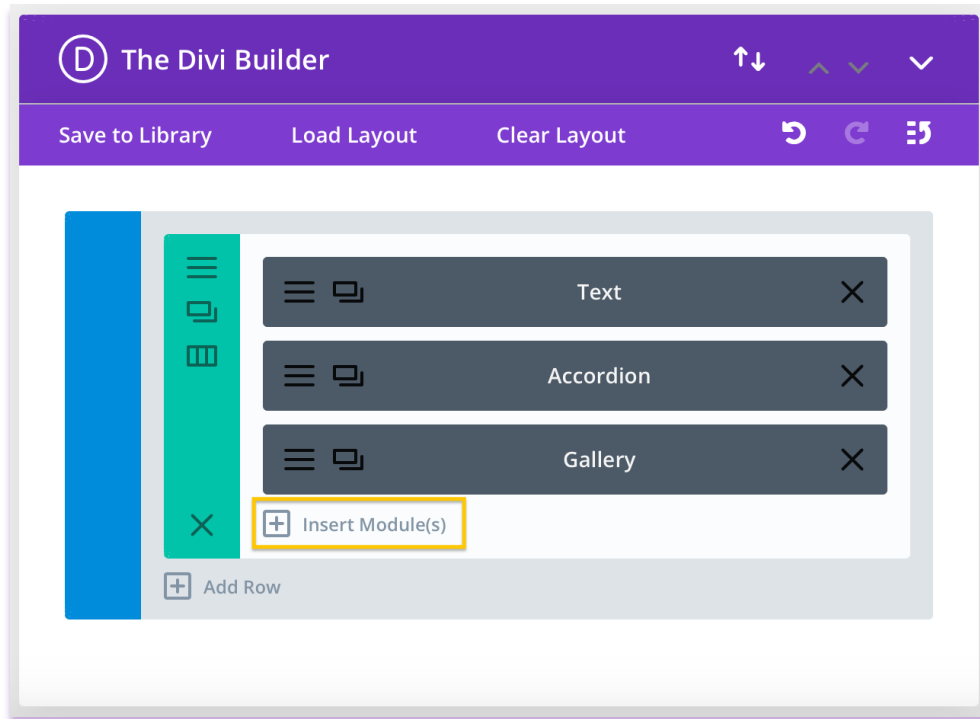 D The Divi Builder
Save to Library Load Layout Clear Layout
Text
Accordion
Gallery
Insert Module(s)
Add Row